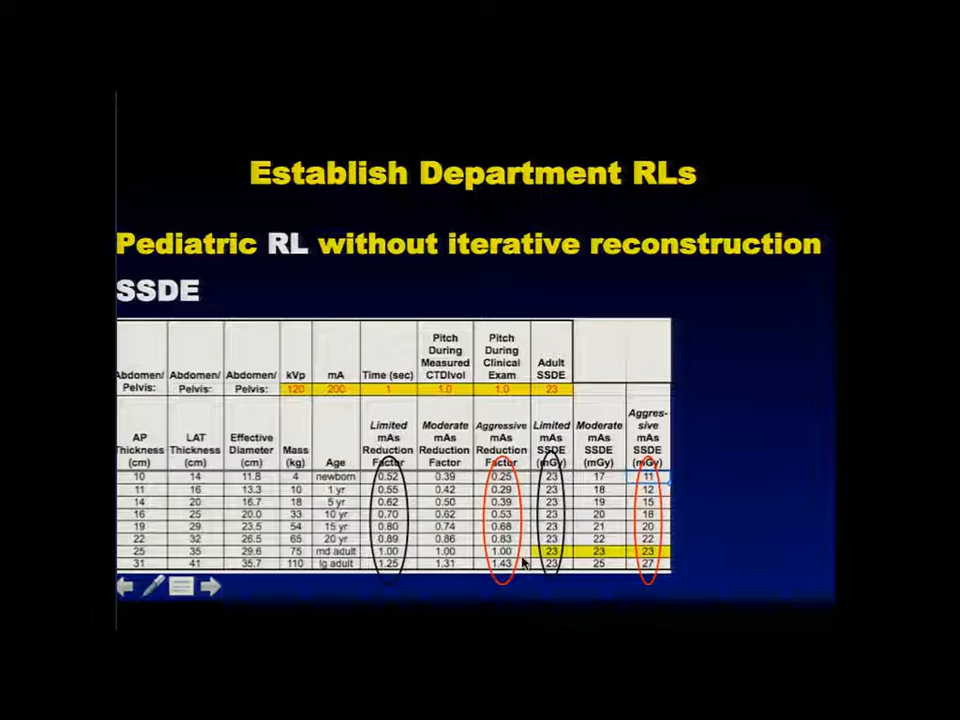 Establish Department RLs
Pediatric RL without iterative reconstruction
SSDE
Abdomen/ Pelvis: Abdomen/ Pelvis: Abdomen/ Pelvis: kVp mA Time (sec) Pitch During Measured CTDIvol Pitch During Clinical Exam Adult SSDE
120 200 1 1.0 1.0 23
AP Thickness (cm) LAT Thickness (cm) Effective Diameter (cm) Mass (kg) Age Limited mAs Reduction Factor Moderate mAs Reduction Factor Aggressive mAs Reduction Factor Limited mAs SSDE (mGy) Moderate mAs SSDE (mGy) Aggres- sive mAs SSDE (mGy)
10 14 11.8 4 newborn 0.52 0.39 0.25 23 17 11
11 16 13.3 10 1 yr 0.55 0.42 0.29 23 18 12
14 20 16.7 18 5 yr 0.62 0.50 0.39 23 19 15
16 25 20.0 33 10 yr 0.70 0.62 0.53 23 20 18
19 29 23.5 54 15 yr 0.80 0.74 0.68 23 21 20
22 32 26.5 65 20 yr 0.89 0.86 0.83 23 22 22
25 35 29.6 75 md adult 1.00 1.00 1.00 23 23 23
31 41 35.7 110 lg adult 1.25 1.31 1.43 23 25 27